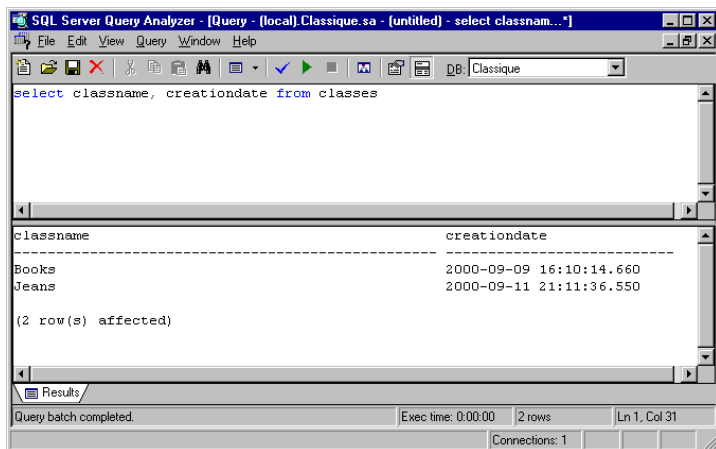 SQL Server Query Analyzer - [Query - (local).Classique.sa - (untitled) - select classnam...*]
File Edit View Query Window Help
DB: Classique
select classname, creationdate from classes
classname creationdate
---------------------------------------------------- ----------------------------
Books 2000-09-09 16:10:14.660
Jeans 2000-09-11 21:11:36.550
(2 row(s) affected)
Results
Query batch completed. Exec time: 0:00:00 2 rows Ln 1, Col 31
Connections: 1